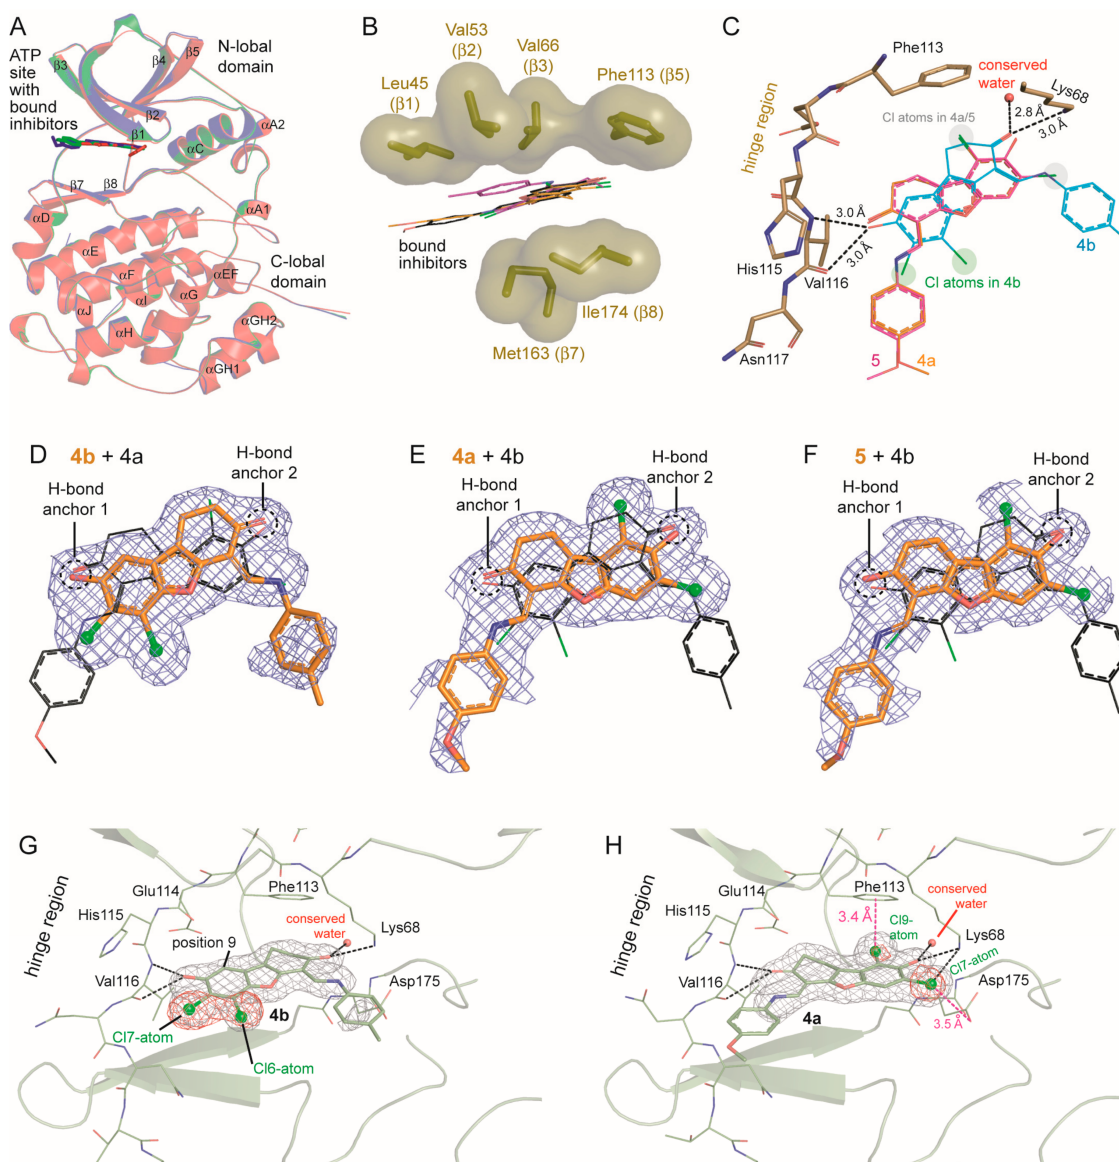 A
ATP
site with
bound
inhibitors
N-lobal
domain
β3
β4
β5
β2
β1
αA2
αC
β7
β8
αD
αA1
αE
αF
αEF
C-lobal
domain
αI
αG
αJ
αH
αGH2
αGH1
B
Val53
(β2)
Val66
(β3)
Phe113 (β5)
Leu45
(β1)
bound
inhibitors
Ile174 (β8)
Met163 (β7)
C
Phe113
conserved
water
Lys68
hinge region
Cl atoms in 4a/5
2.8 Å
3.0 Å
3.0 Å
3.0 Å
4b
His115
Val116
Cl atoms in 4b
Asn117
5
4a
D
4b + 4a
H-bond
anchor 2
H-bond
anchor 1
E
4a + 4b
H-bond
anchor 2
H-bond
anchor 1
F
5 + 4b
H-bond
anchor 2
H-bond
anchor 1
G
hinge region
Glu114
Phe113
His115
conserved
water
position 9
Lys68
Val116
Asp175
4b
Cl7-atom
Cl6-atom
H
hinge region
Glu114
Phe113
conserved
water
His115
3.4 Å
Cl9-
atom
Lys68
Cl7-atom
Val116
Asp175
4a
3.5 Å